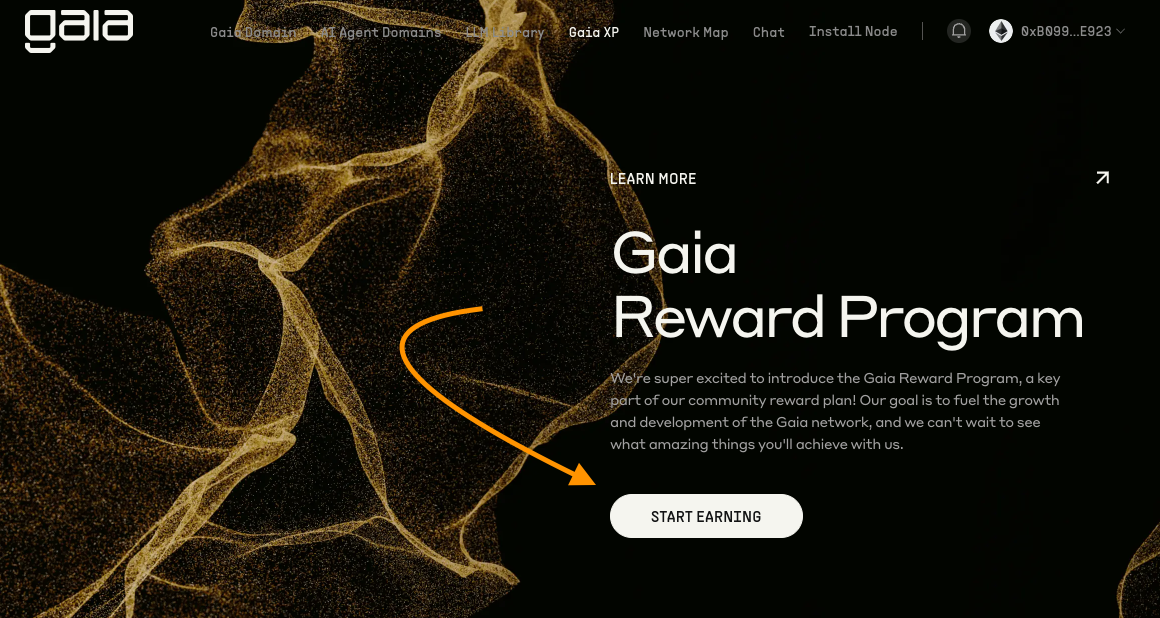 gaia
Gaia Domain AI Agent Domains LLM Library Gaia XP Network Map Chat Install Node 0xB099...E923
LEARN MORE
Gaia
Reward Program
We're super excited to introduce the Gaia Reward Program, a key
part of our community reward plan! Our goal is to fuel the growth
and development of the Gaia network, and we can't wait to see
what amazing things you'll achieve with us.
START EARNING